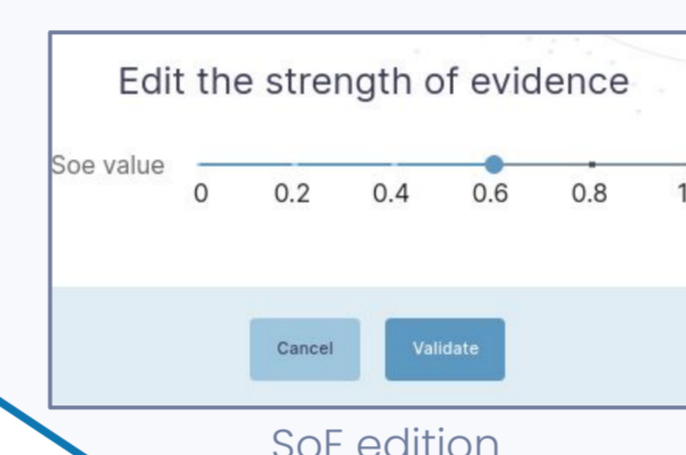 Edit the strength of evidence
Soe value
0 0.2 0.4 0.6 0.8 1
Cancel Validate
SoE edition